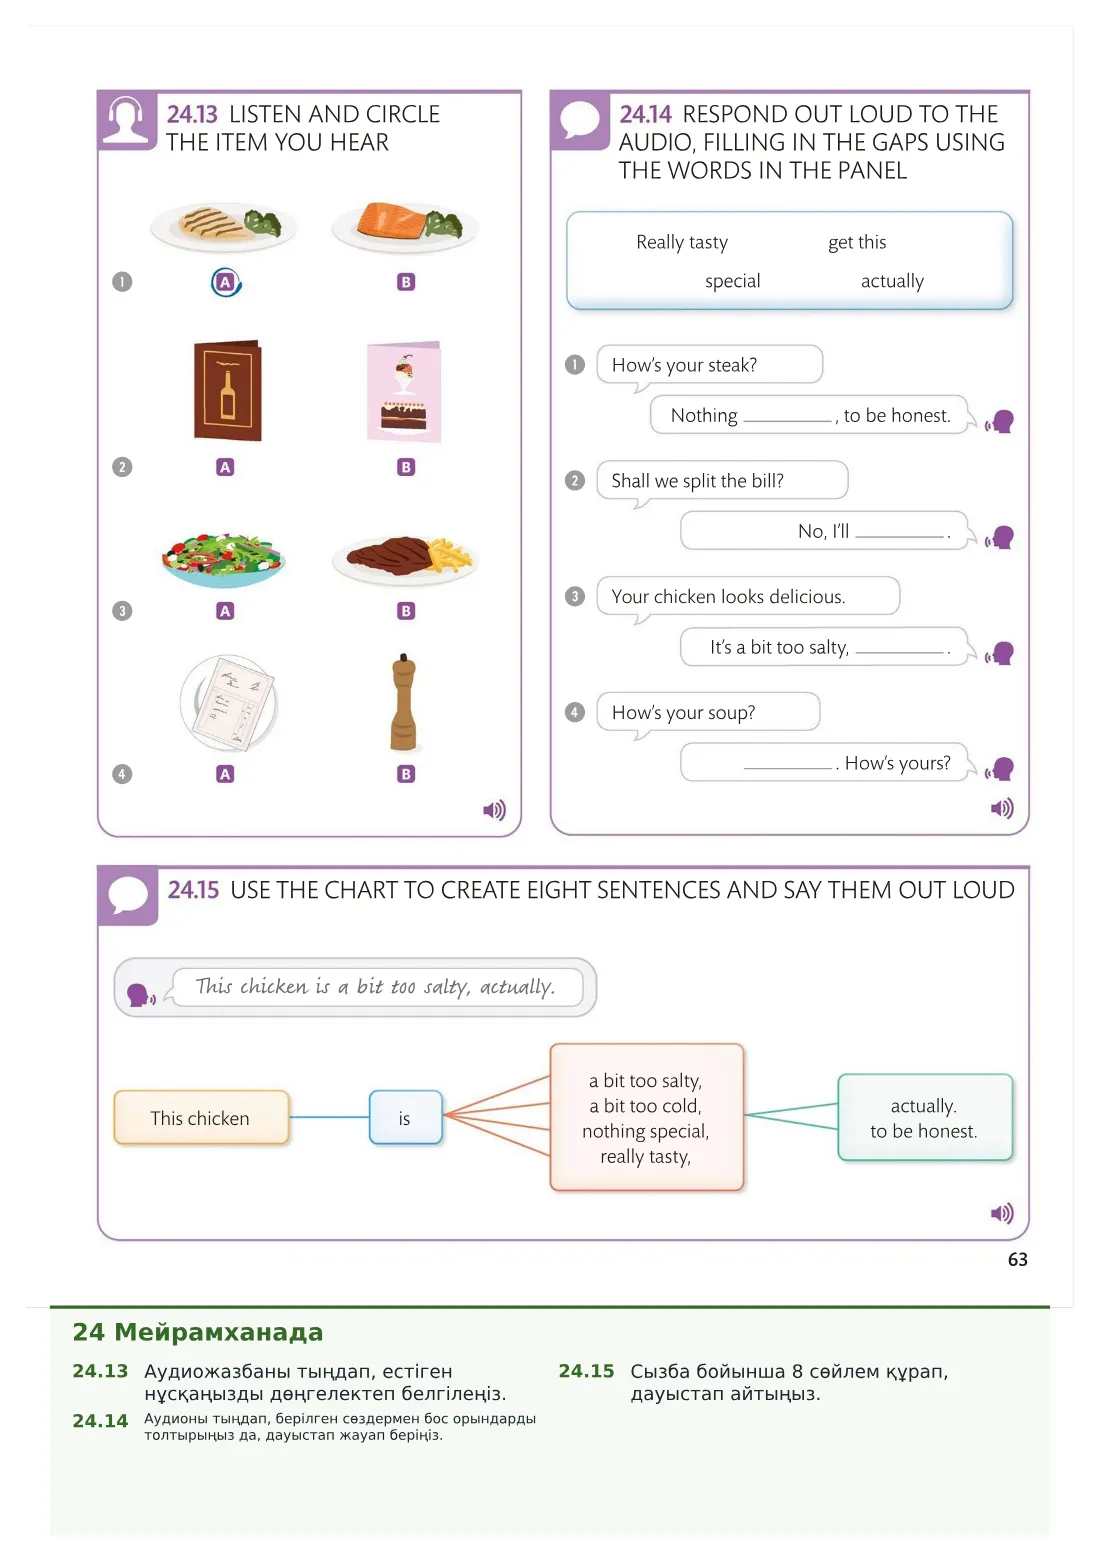 24.13 LISTEN AND CIRCLE
THE ITEM YOU HEAR
1
A
B
2
A
B
3
A
B
4
A
B
24.14 RESPOND OUT LOUD TO THE
AUDIO, FILLING IN THE GAPS USING
THE WORDS IN THE PANEL
Really tasty get this
special actually
1 How's your steak?
Nothing ________, to be honest.
2 Shall we split the bill?
No, I'll ________.
3 Your chicken looks delicious.
It's a bit too salty, ________.
4 How's your soup?
________. How's yours?
24.15 USE THE CHART TO CREATE EIGHT SENTENCES AND SAY THEM OUT LOUD
This chicken is a bit too salty, actually.
This chicken
is
a bit too salty,
a bit too cold,
nothing special,
really tasty,
actually.
to be honest.
63
24 Мейрамханада
24.13 Аудиожазбаны тыңдап, естіген
нұсқаңызды дөңгелектеп белгілеңіз.
24.14 Аудионы тыңдап, берілген сөздермен бос орындарды
толтырыңыз да, дауыстап жауап беріңіз.
24.15 Сызба бойынша 8 сөйлем құрап,
дауыстап айтыңыз.